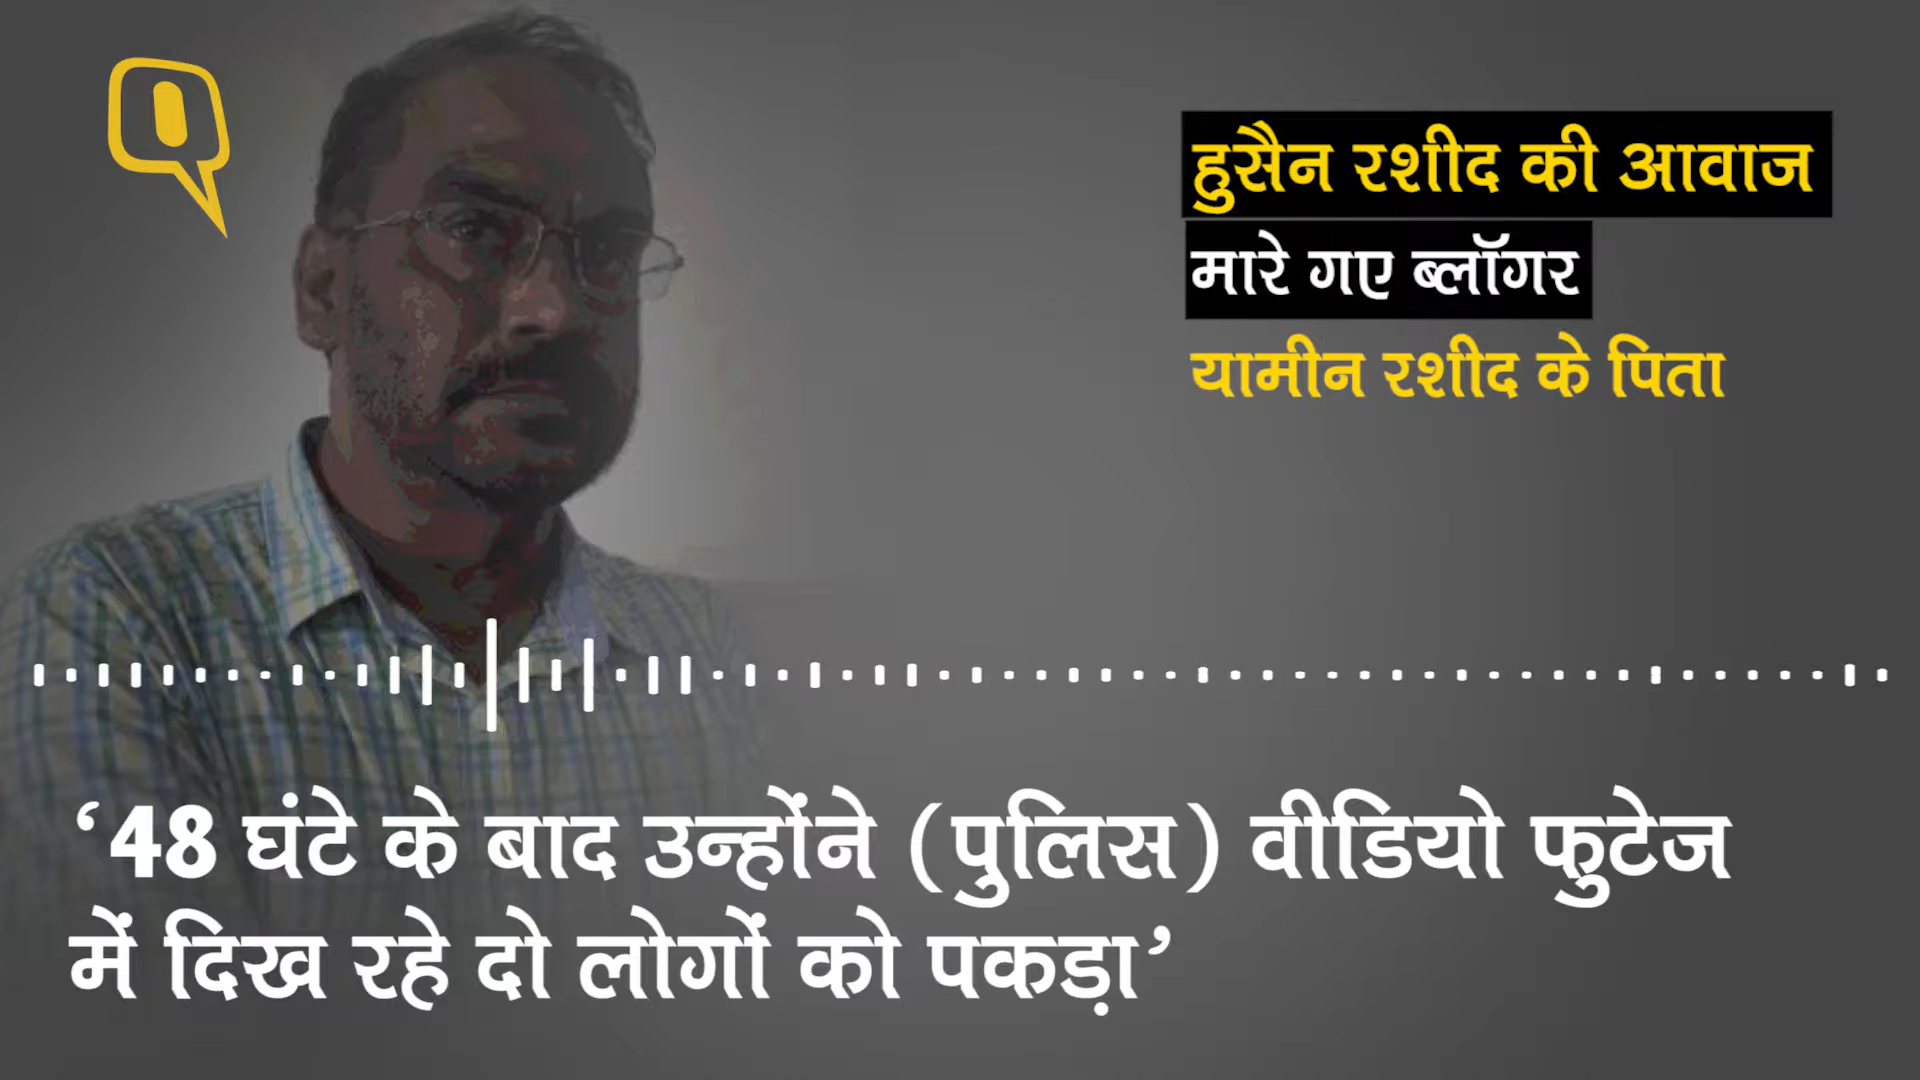 हुसैन रशीद की आवाज
मारे गए ब्लॉगर
यामीन रशीद के पिता
‘48 घंटे के बाद उन्होंने (पुलिस) वीडियो फुटेज
में दिख रहे दो लोगों को पकड़ा’